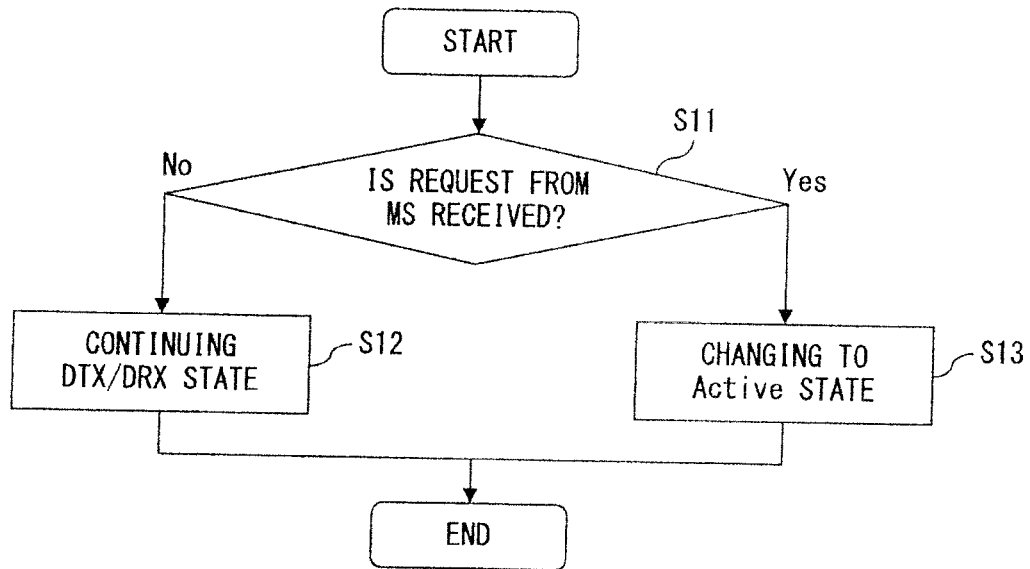 START
S11
No
IS REQUEST FROM
MS RECEIVED?
Yes
CONTINUING
DTX/DRX STATE
S12
CHANGING TO
Active STATE
S13
END